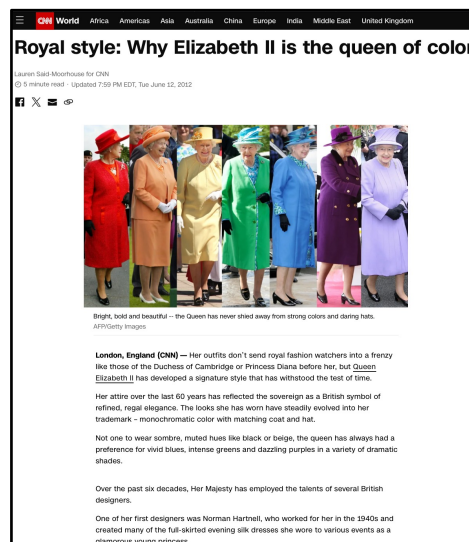 CNN World Africa Americas Asia Australia China Europe India Middle East United Kingdom
Royal style: Why Elizabeth II is the queen of color
Lauren Said-Moorhouse for CNN
5 minute read · Updated 7:59 PM EDT, Tue June 12, 2012
Bright, bold and beautiful -- the Queen has never shied away from strong colors and daring hats.
AFP/Getty Images
London, England (CNN) — Her outfits don’t send royal fashion watchers into a frenzy
like those of the Duchess of Cambridge or Princess Diana before her, but Queen
Elizabeth II has developed a signature style that has withstood the test of time.
Her attire over the last 60 years has reflected the sovereign as a British symbol of
refined, regal elegance. The looks she has worn have steadily evolved into her
trademark – monochromatic color with matching coat and hat.
Not one to wear sombre, muted hues like black or beige, the queen has always had a
preference for vivid blues, intense greens and dazzling purples in a variety of dramatic
shades.
Over the past six decades, Her Majesty has employed the talents of several British
designers.
One of her first designers was Norman Hartnell, who worked for her in the 1940s and
created many of the full-skirted evening silk dresses she wore to various events as a
glamorous young princess.